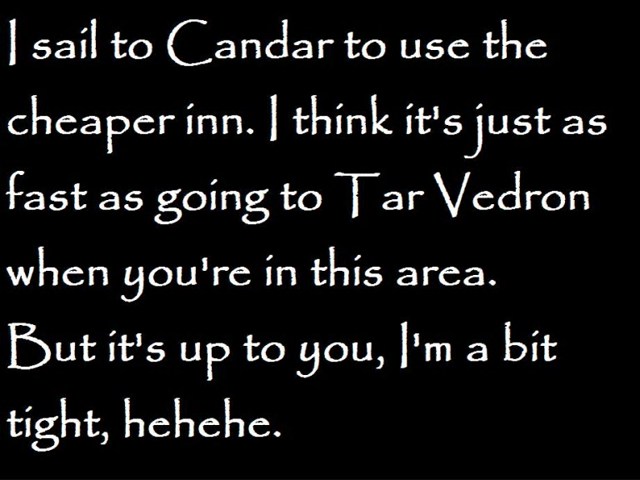 I sail to Candar to use the
cheaper inn. I think it's just as
fast as going to Tar Vedron
when you're in this area.
But it's up to you, I'm a bit
tight, hehehe.